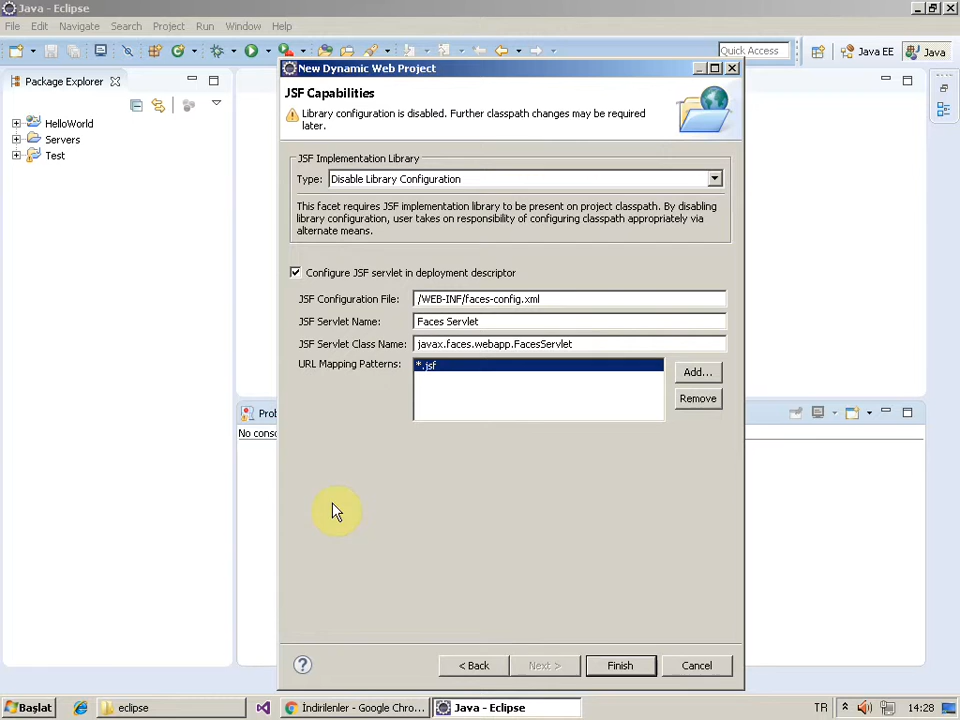 Java - Eclipse
File Edit Navigate Search Project Run Window Help
Quick Access
Java EE
Java
Package Explorer
HelloWorld
Servers
Test
New Dynamic Web Project
JSF Capabilities
Library configuration is disabled. Further classpath changes may be required
later.
JSF Implementation Library
Type: Disable Library Configuration
This facet requires JSF implementation library to be present on project classpath. By disabling
library configuration, user takes on responsibility of configuring classpath appropriately via
alternate means.
Configure JSF servlet in deployment descriptor
JSF Configuration File: /WEB-INF/faces-config.xml
JSF Servlet Name: Faces Servlet
JSF Servlet Class Name: javax.faces.webapp.FacesServlet
URL Mapping Patterns: *.jsf
Add...
Remove
Prob
No conso
< Back Next > Finish Cancel
Başlat
eclipse
İndirilenler - Google Chro...
Java - Eclipse
TR
14:28